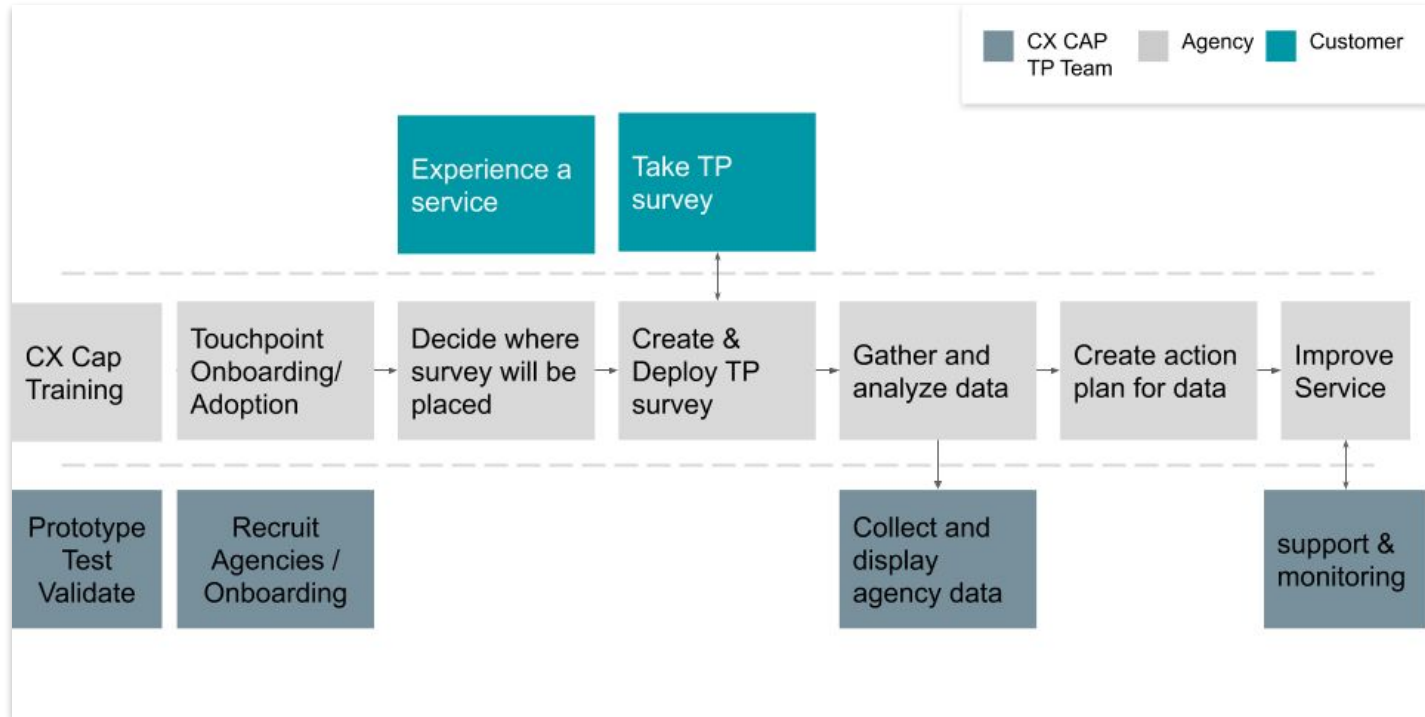 CX CAP
TP Team
Agency
Customer
Experience a
service
Take TP
survey
CX Cap
Training
Touchpoint
Onboarding/
Adoption
Decide where
survey will be
placed
Create &
Deploy TP
survey
Gather and
analyze data
Create action
plan for data
Improve
Service
Prototype
Test
Validate
Recruit
Agencies /
Onboarding
Collect and
display
agency data
support &
monitoring